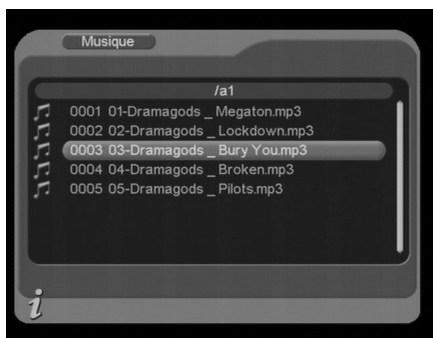 Musique
/a1
0001 01-Dramagods _ Megaton.mp3
0002 02-Dramagods _ Lockdown.mp3
0003 03-Dramagods _ Bury You.mp3
0004 04-Dramagods _ Broken.mp3
0005 05-Dramagods _ Pilots.mp3
i